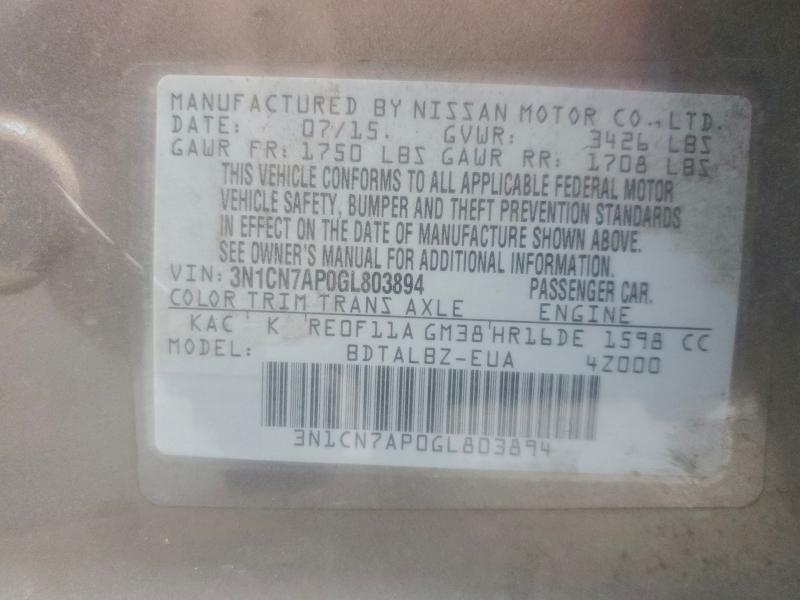 MANUFACTURED BY NISSAN MOTOR CO., LTD.
DATE: 07/15. GVWR: 3426 LBS
GAWR FR: 1750 LBS GAWR RR: 1708 LBS
THIS VEHICLE CONFORMS TO ALL APPLICABLE FEDERAL MOTOR
VEHICLE SAFETY, BUMPER AND THEFT PREVENTION STANDARDS
IN EFFECT ON THE DATE OF MANUFACTURE SHOWN ABOVE.
SEE OWNER'S MANUAL FOR ADDITIONAL INFORMATION.
VIN: 3N1CN7AP0GL803894 PASSENGER CAR.
COLOR TRIM TRANS AXLE ENGINE
KAC K RE0F11A GM38 HR16DE 1598 CC
MODEL: BDTALBZ-EUA 4Z000
3N1CN7AP0GL803894